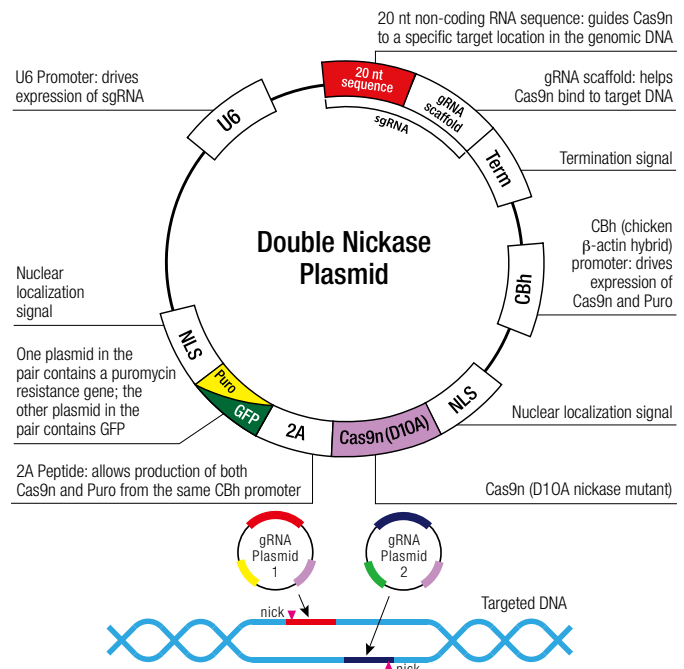 20 nt non-coding RNA sequence: guides Cas9n
to a specific target location in the genomic DNA
U6 Promoter: drives
expression of sgRNA
gRNA scaffold: helps
Cas9n bind to target DNA
20 nt
sequence
gRNA
scaffold
sgRNA
U6
Term
Termination signal
Double Nickase
Plasmid
CBh
CBh (chicken
β-actin hybrid)
promoter: drives
expression of
Cas9n and Puro
Nuclear
localization
signal
NLS
One plasmid in the
pair contains a puromycin
resistance gene; the
other plasmid in the
pair contains GFP
Puro
GFP
2A
Cas9n (D10A)
NLS
Nuclear localization signal
2A Peptide: allows production of both
Cas9n and Puro from the same CBh promoter
Cas9n (D10A nickase mutant)
gRNA
Plasmid
1
gRNA
Plasmid
2
nick
Targeted DNA
nick